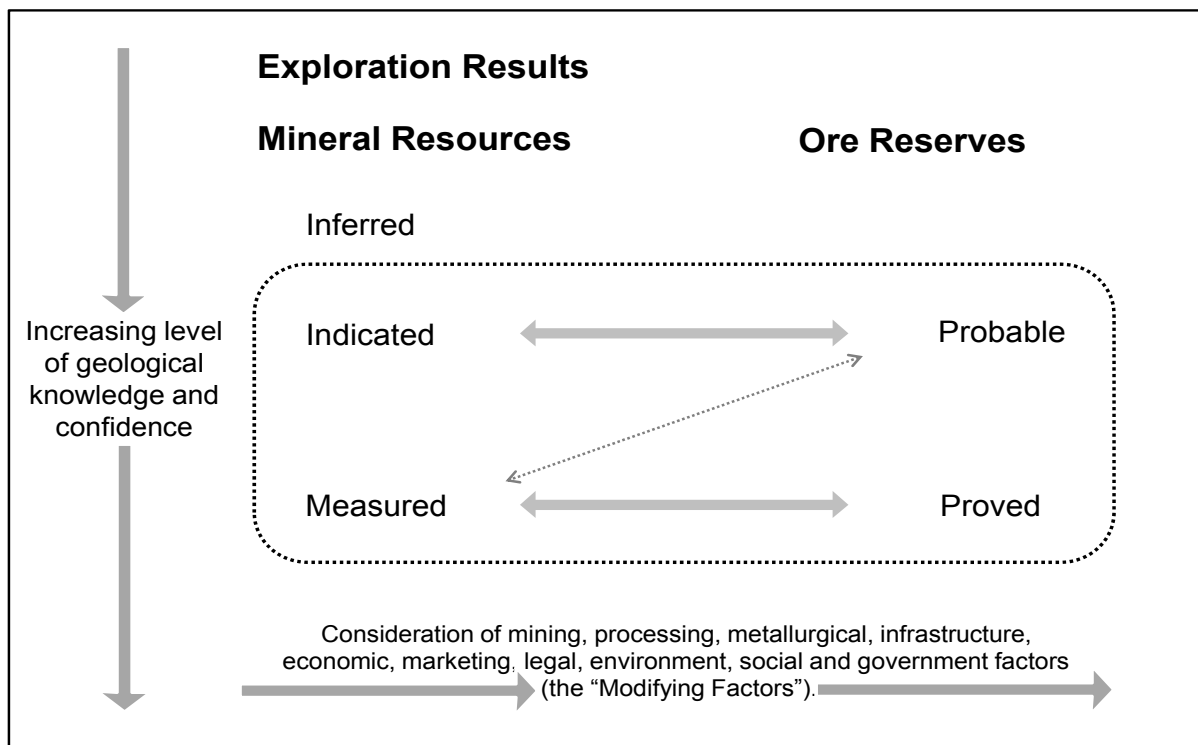 Exploration Results
Mineral Resources
Ore Reserves
Inferred
Indicated
Probable
Increasing level
of geological
knowledge and
confidence
Measured
Proved
Consideration of mining, processing, metallurgical, infrastructure,
economic, marketing, legal, environment, social and government factors
(the “Modifying Factors”).